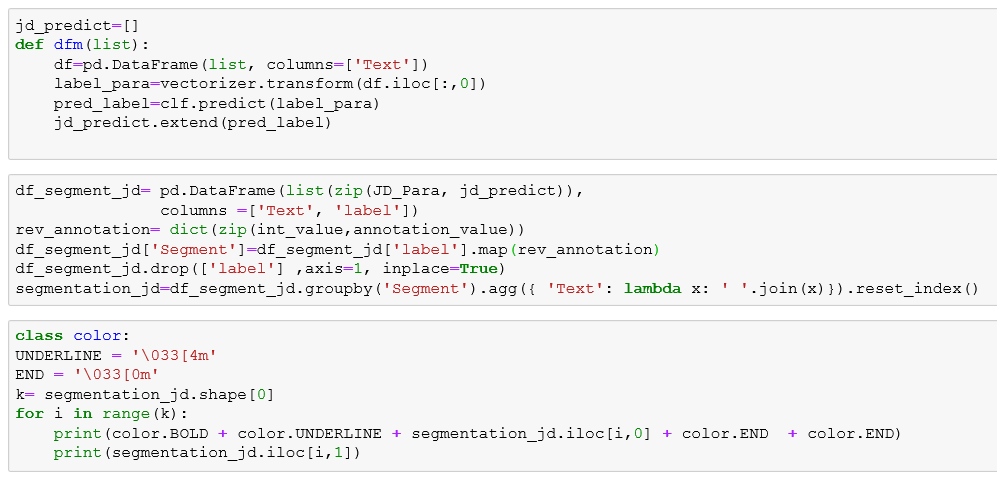 jd_predict=[]
def dfm(list):
    df=pd.DataFrame(list, columns=['Text'])
    label_para=vectorizer.transform(df.iloc[:,0])
    pred_label=clf.predict(label_para)
    jd_predict.extend(pred_label)
df_segment_jd= pd.DataFrame(list(zip(JD_Para, jd_predict)),
               columns =['Text', 'label'])
rev_annotation= dict(zip(int_value,annotation_value))
df_segment_jd['Segment']=df_segment_jd['label'].map(rev_annotation)
df_segment_jd.drop(['label'] ,axis=1, inplace=True)
segmentation_jd=df_segment_jd.groupby('Segment').agg({ 'Text': lambda x: ' '.join(x)}).reset_index()
class color:
UNDERLINE = '\033[4m'
END = '\033[0m'
k= segmentation_jd.shape[0]
for i in range(k):
    print(color.BOLD + color.UNDERLINE + segmentation_jd.iloc[i,0] + color.END  + color.END)
    print(segmentation_jd.iloc[i,1])